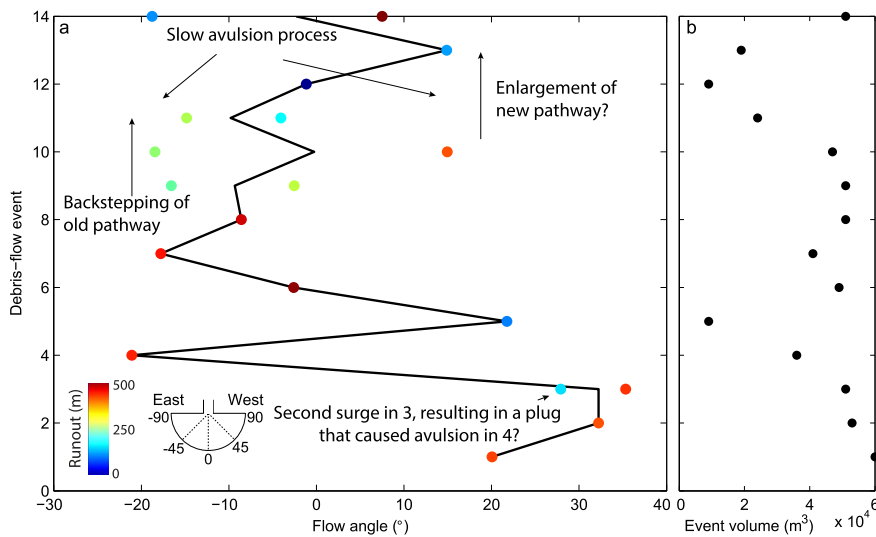 a
b
Slow avulsion process
Enlargement of
new pathway?
Backstepping of
old pathway
Second surge in 3, resulting in a plug
that caused avulsion in 4?
Debris−flow event
14
12
10
8
6
4
2
0
Runout (m)
500
250
0
East
West
-90
90
-45
45
0
−30
−20
−10
0
10
20
30
40
Flow angle (°)
0
2
4
6
Event volume (m³)
x 10⁴